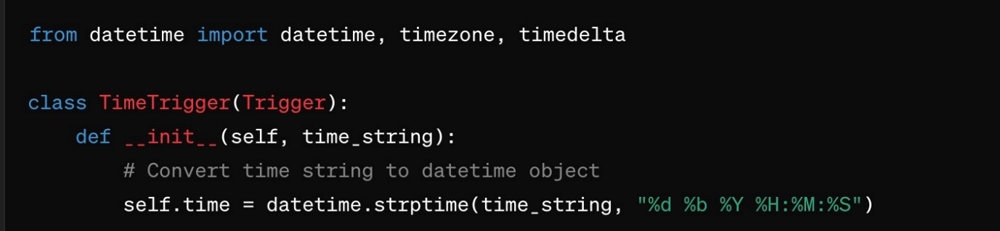 from datetime import datetime, timezone, timedelta
class TimeTrigger(Trigger):
def __init__(self, time_string):
# Convert time string to datetime object
self.time = datetime.strptime(time_string, "%d %b %Y %H:%M:%S")